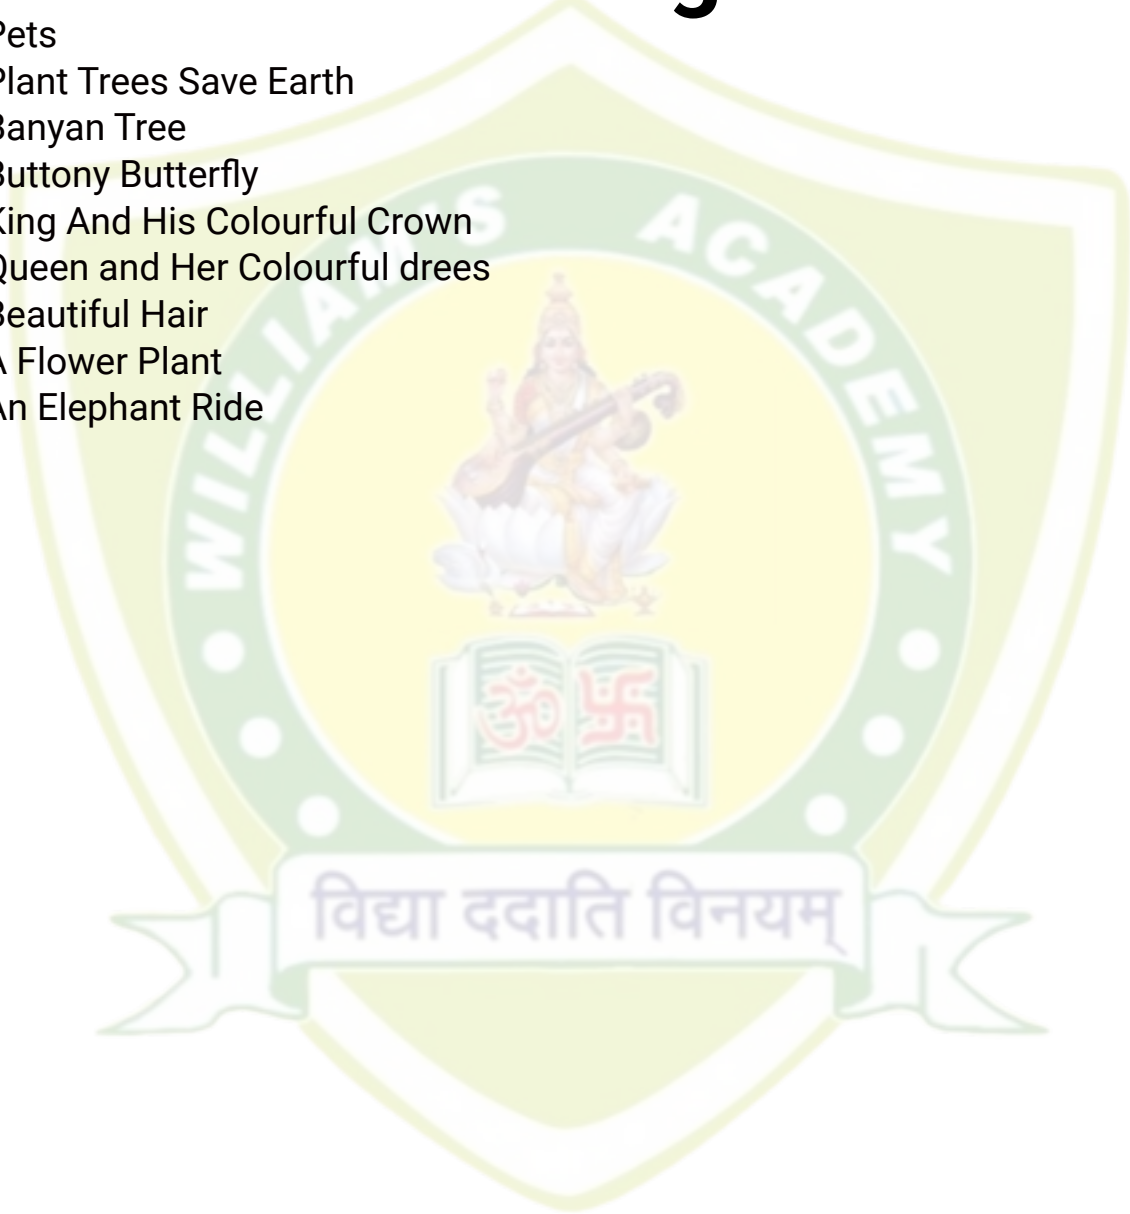 Pets
Plant Trees Save Earth
Banyan Tree
Buttony Butterfly
King And His Colourful Crown
Queen and Her Colourful drees
Beautiful Hair
A Flower Plant
An Elephant Ride
WILLIAM'S ACADEMY
ॐ
विद्या ददाति विनयम्